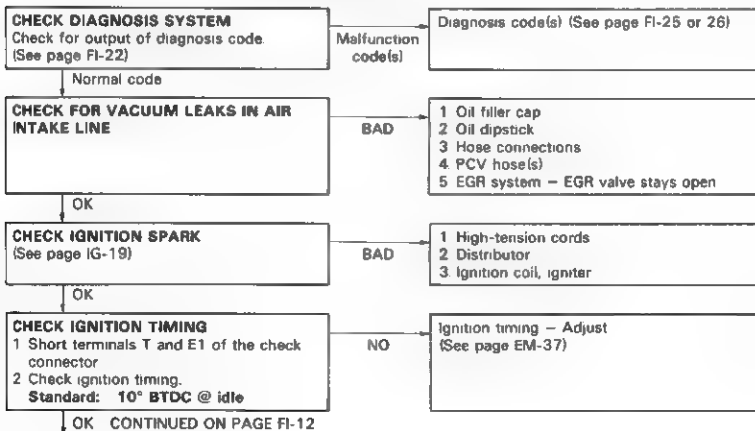 CHECK DIAGNOSIS SYSTEM
Check for output of diagnosis code.
(See page FI-22)
Malfunction
code(s)
Diagnosis code(s) (See page FI-25 or 26)
Normal code
CHECK FOR VACUUM LEAKS IN AIR
INTAKE LINE
BAD
1 Oil filler cap
2 Oil dipstick
3 Hose connections
4. PCV hose(s)
5 EGR system – EGR valve stays open
OK
CHECK IGNITION SPARK
(See page IG-19)
BAD
1 High-tension cords
2 Distributor
3. Ignition coil, igniter
OK
CHECK IGNITION TIMING
1 Short terminals T and E1 of the check
connector
2 Check ignition timing.
Standard: 10° BTDC @ idle
NO
Ignition timing – Adjust
(See page EM-37)
OK CONTINUED ON PAGE FI-12